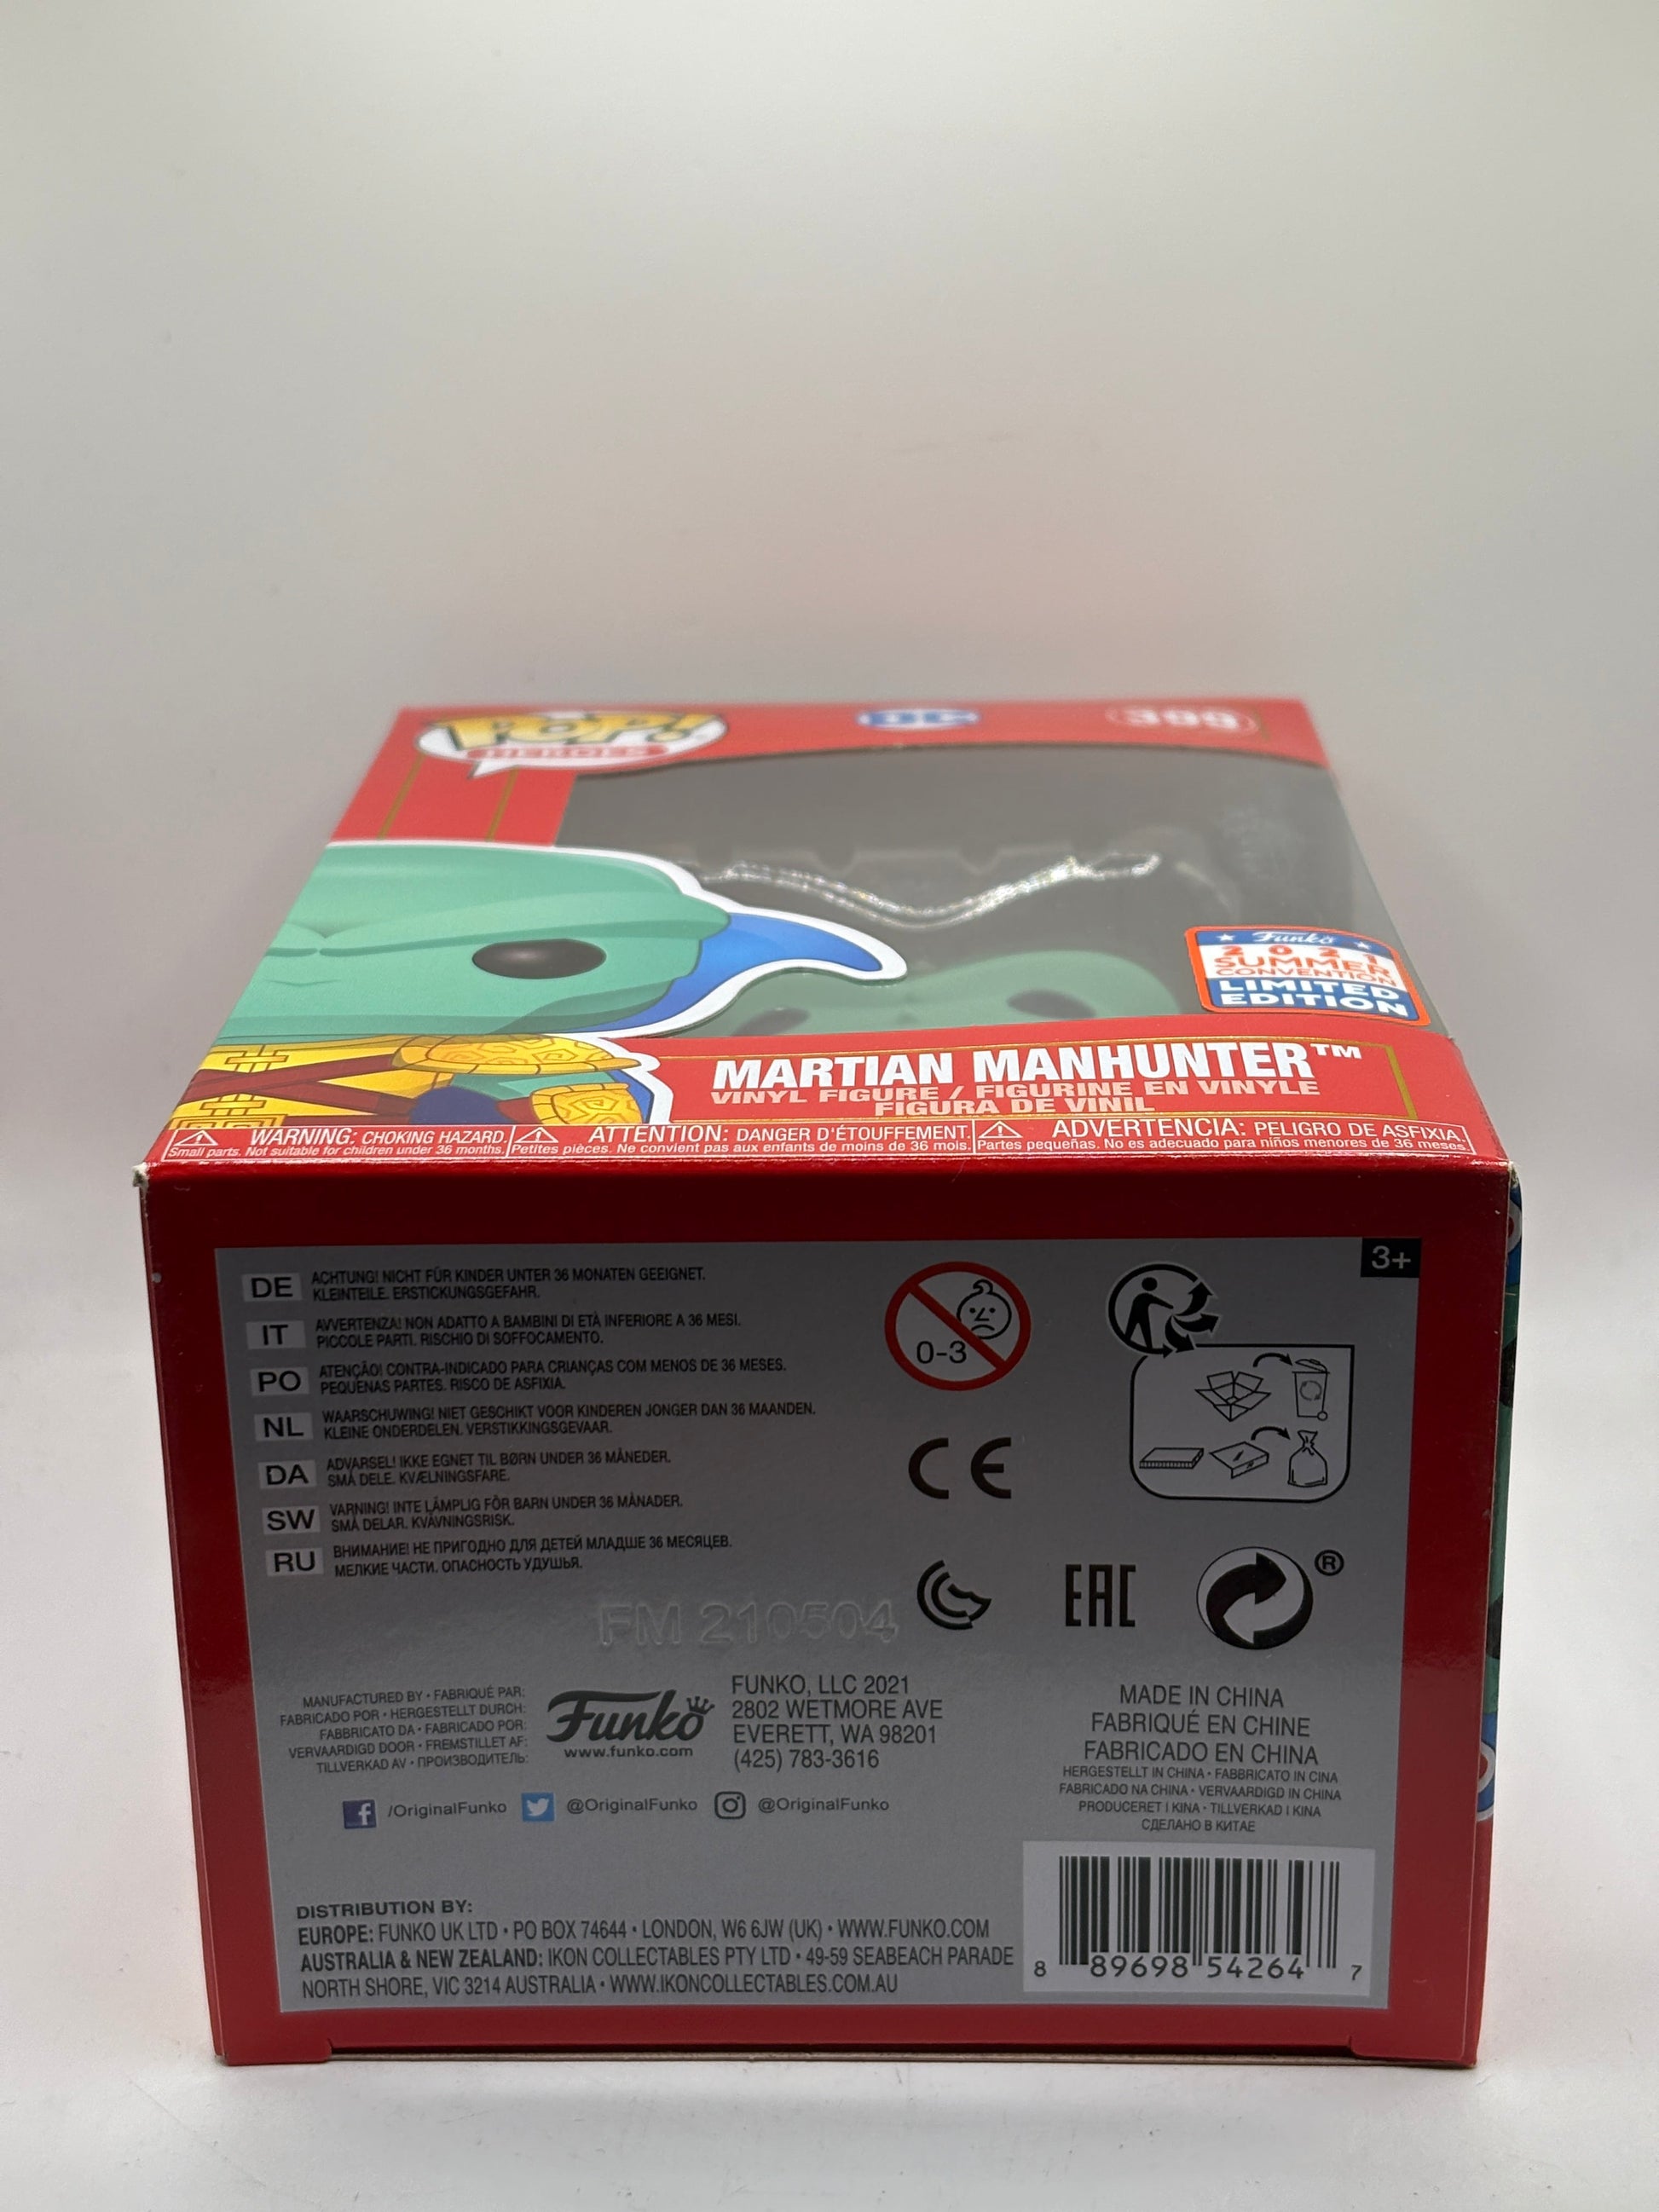 POP!
HEROES
DC
399
Funko
2021
SUMMER
CONVENTION
LIMITED
EDITION
MARTIAN MANHUNTER™
VINYL FIGURE / FIGURINE EN VINYLE
FIGURA DE VINIL
WARNING: CHOKING HAZARD.
Small parts. Not suitable for children under 36 months.
ATTENTION: DANGER D'ÉTOUFFEMENT.
Petites pièces. Ne convient pas aux enfants de moins de 36 mois.
ADVERTENCIA: PELIGRO DE ASFIXIA.
Partes pequeñas. No es adecuado para niños menores de 36 meses.
3+
DE ACHTUNG! NICHT FÜR KINDER UNTER 36 MONATEN GEEIGNET.
KLEINTEILE. ERSTICKUNGSGEFAHR.
IT AVVERTENZA! NON ADATTO A BAMBINI DI ETÀ INFERIORE A 36 MESI.
PICCOLE PARTI. RISCHIO DI SOFFOCAMENTO.
PO ATENÇÃO! CONTRA-INDICADO PARA CRIANÇAS COM MENOS DE 36 MESES.
PEQUENAS PARTES. RISCO DE ASFIXIA.
NL WAARSCHUWING! NIET GESCHIKT VOOR KINDEREN JONGER DAN 36 MAANDEN.
KLEINE ONDERDELEN. VERSTIKKINGSGEVAAR.
DA ADVARSEL! IKKE EGNET TIL BØRN UNDER 36 MÅNEDER.
SMÅ DELE. KVÆLNINGSFARE.
SW VARNING! INTE LÄMPLIG FÖR BARN UNDER 36 MÅNADER.
SMÅ DELAR. KVÄVNINGSRISK.
RU ВНИМАНИЕ! НЕ ПРИГОДНО ДЛЯ ДЕТЕЙ МЛАДШЕ 36 МЕСЯЦЕВ.
МЕЛКИЕ ЧАСТИ. ОПАСНОСТЬ УДУШЬЯ.
0-3
CE
EAC
®
FM 210504
MANUFACTURED BY • FABRIQUÉ PAR:
FABRICADO POR • HERGESTELLT DURCH:
FABBRICATO DA • FABRICADO POR:
VERVAARDIGD DOOR • FREMSTILLET AF:
TILLVERKAD AV • ПРОИЗВОДИТЕЛЬ:
Funko
www.funko.com
FUNKO, LLC 2021
2802 WETMORE AVE
EVERETT, WA 98201
(425) 783-3616
/OriginalFunko @OriginalFunko @OriginalFunko
MADE IN CHINA
FABRIQUÉ EN CHINE
FABRICADO EN CHINA
HERGESTELLT IN CHINA • FABBRICATO IN CINA
FABRICADO NA CHINA • VERVAARDIGD IN CHINA
PRODUCERET I KINA • TILLVERKAD I KINA
СДЕЛАНО В КИТАЕ
DISTRIBUTION BY:
EUROPE: FUNKO UK LTD • PO BOX 74644 • LONDON, W6 6JW (UK) • WWW.FUNKO.COM
AUSTRALIA & NEW ZEALAND: IKON COLLECTABLES PTY LTD • 49-59 SEABEACH PARADE
NORTH SHORE, VIC 3214 AUSTRALIA • WWW.IKONCOLLECTABLES.COM.AU
8 89698 54264 7